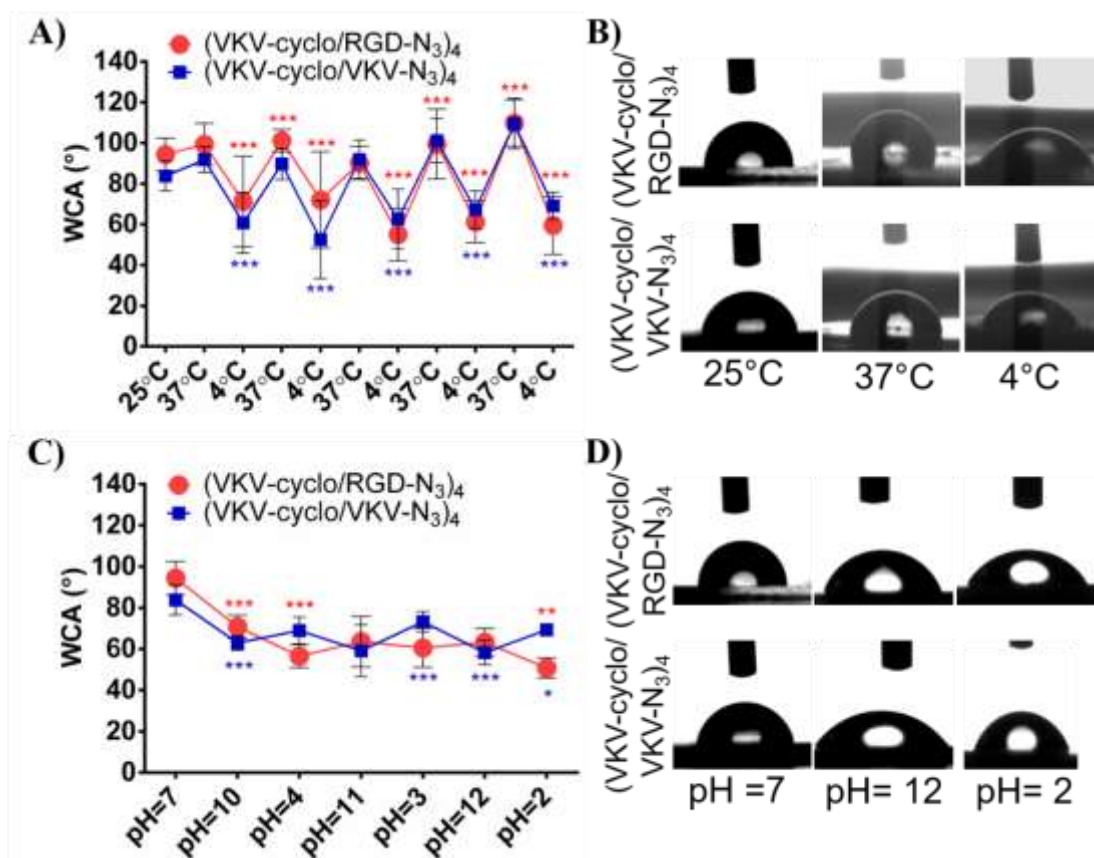 A)
(VKV-cyclo/RGD-N₃)₄
(VKV-cyclo/VKV-N₃)₄
WCA (°)
140
120
100
80
60
40
20
0
***
***
***
***
***
***
***
***
***
***
***
***
***
25°C
37°C
4°C
37°C
4°C
37°C
4°C
37°C
4°C
37°C
4°C
B)
(VKV-cyclo/
RGD-N₃)4
(VKV-cyclo/
VKV-N₃)4
25°C
37°C
4°C
C)
(VKV-cyclo/RGD-N₃)₄
(VKV-cyclo/VKV-N₃)₄
WCA (°)
140
120
100
80
60
40
20
0
***
***
**
***
***
***
*
pH=7
pH=10
pH=4
pH=11
pH=3
pH=12
pH=2
D)
(VKV-cyclo/
RGD-N₃)4
(VKV-cyclo/
VKV-N₃)4
pH =7
pH= 12
pH= 2